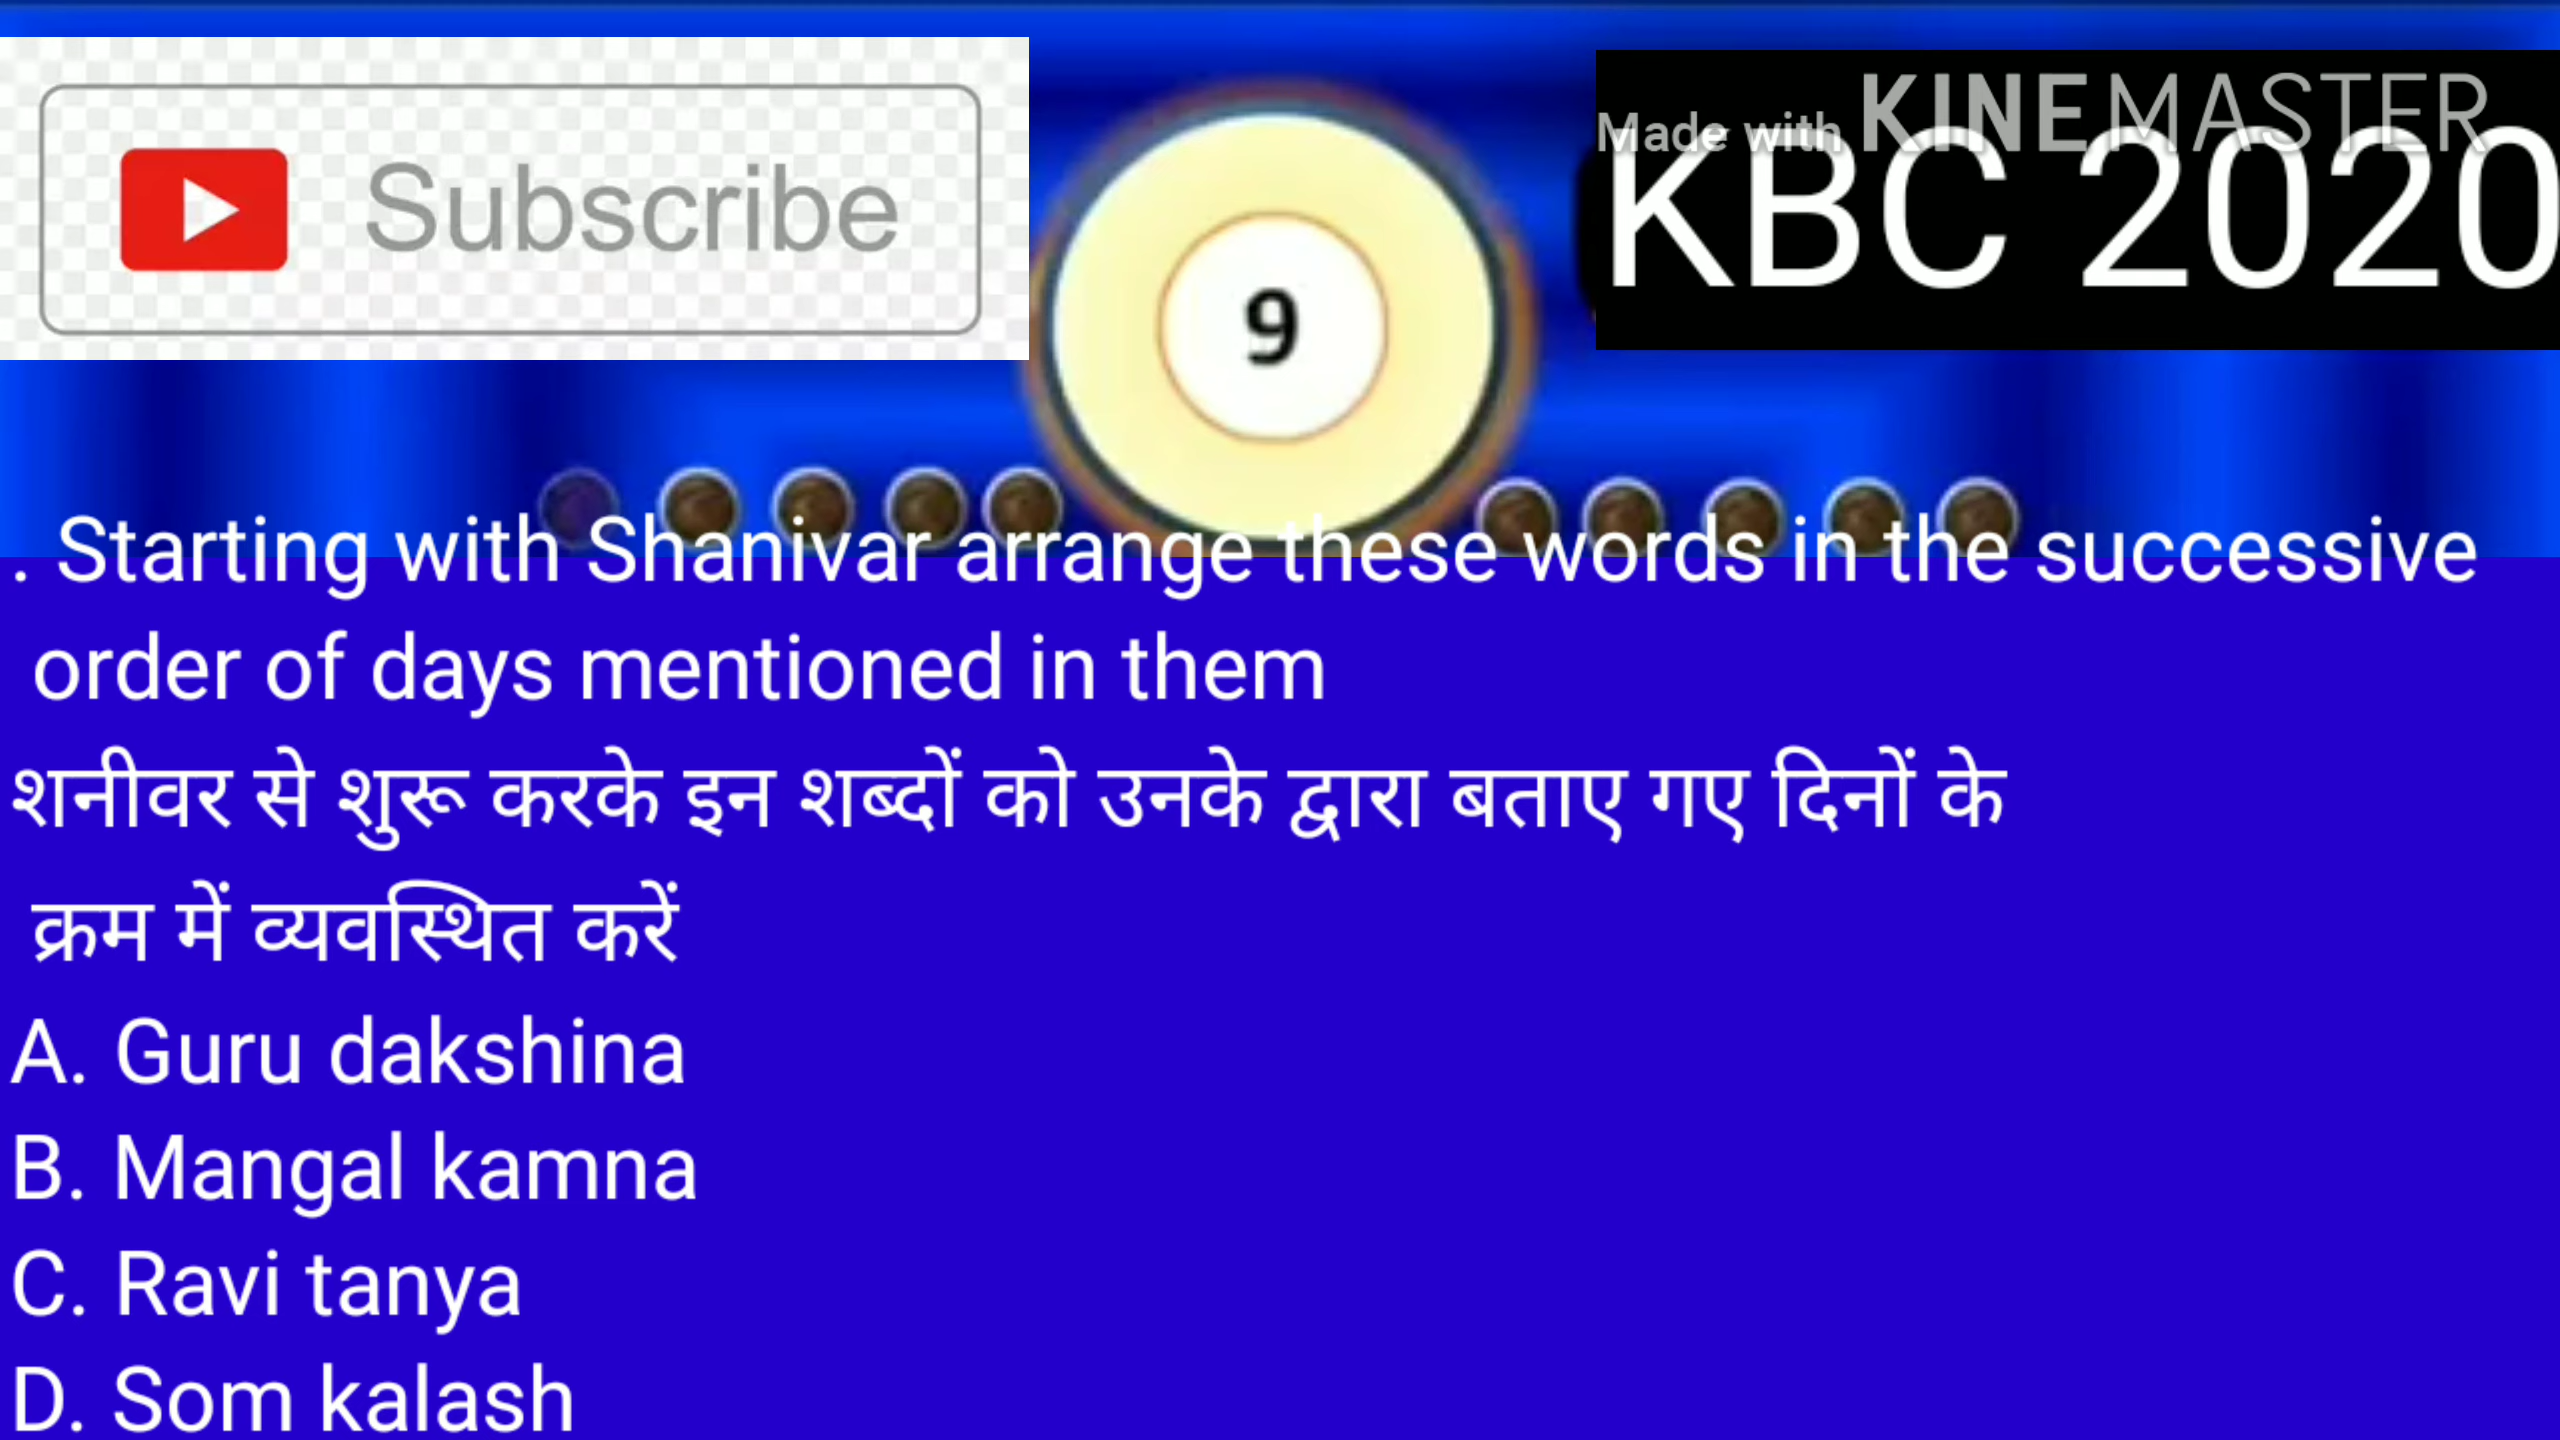 Subscribe
9
Made with KINEMASTER
KBC 2020
. Starting with Shanivar arrange these words in the successive
order of days mentioned in them
शनीवर से शुरू करके इन शब्दों को उनके द्वारा बताए गए दिनों के
क्रम में व्यवस्थित करें
A. Guru dakshina
B. Mangal kamna
C. Ravi tanya
D. Som kalash